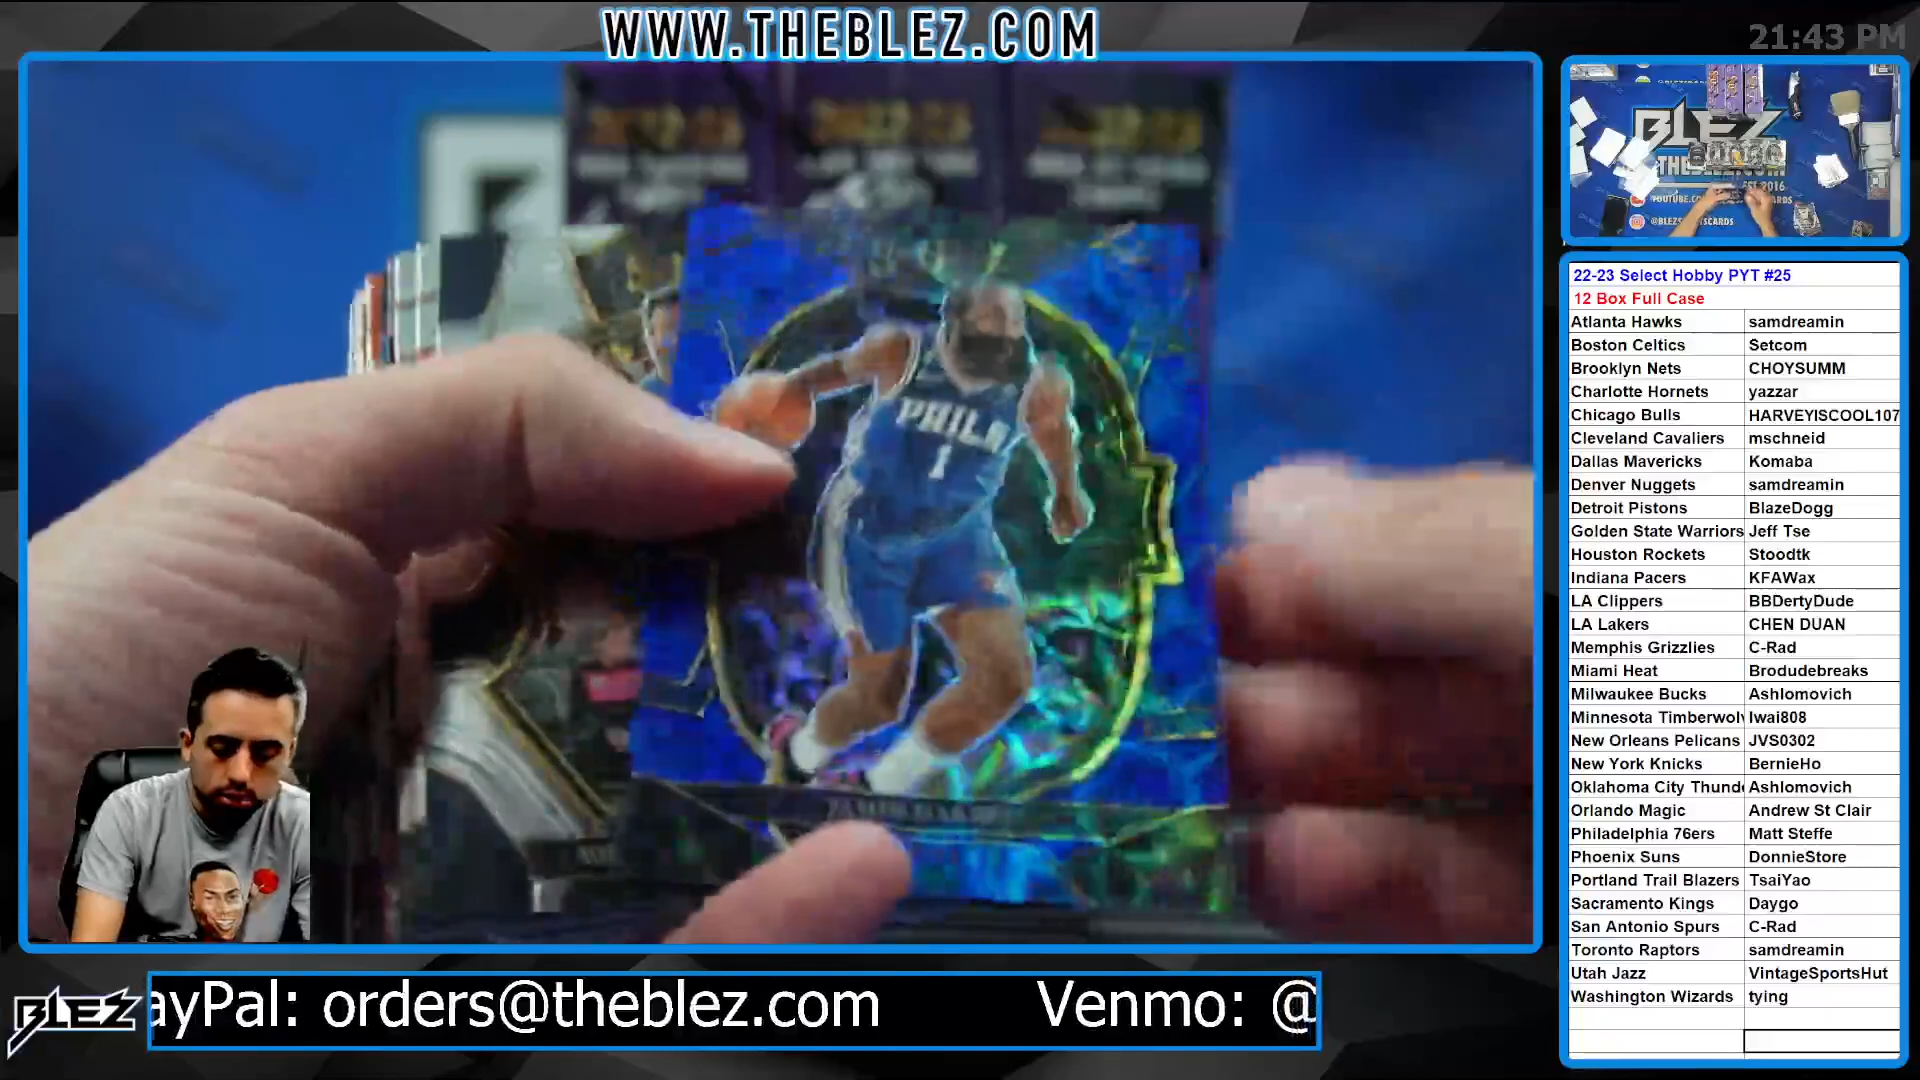 WWW.THEBLEZ.COM
21:43 PM
PHILA
1
BLEZ
22-23 Select Hobby PYT #25
12 Box Full Case
Atlanta Hawks samdreamin
Boston Celtics Setcom
Brooklyn Nets CHOYSUMM
Charlotte Hornets yazzar
Chicago Bulls HARVEYISCOOL107
Cleveland Cavaliers mschneid
Dallas Mavericks Komaba
Denver Nuggets samdreamin
Detroit Pistons BlazeDogg
Golden State Warriors Jeff Tse
Houston Rockets Stoodtk
Indiana Pacers KFAWax
LA Clippers BBDertyDude
LA Lakers CHEN DUAN
Memphis Grizzlies C-Rad
Miami Heat Brodudebreaks
Milwaukee Bucks Ashlomovich
Minnesota Timberwolv Iwai808
New Orleans Pelicans JVS0302
New York Knicks BernieHo
Oklahoma City Thund Ashlomovich
Orlando Magic Andrew St Clair
Philadelphia 76ers Matt Steffe
Phoenix Suns DonnieStore
Portland Trail Blazers TsaiYao
Sacramento Kings Daygo
San Antonio Spurs C-Rad
Toronto Raptors samdreamin
Utah Jazz VintageSportsHut
Washington Wizards tying
BLEZ
ayPal: orders@theblez.com Venmo: @